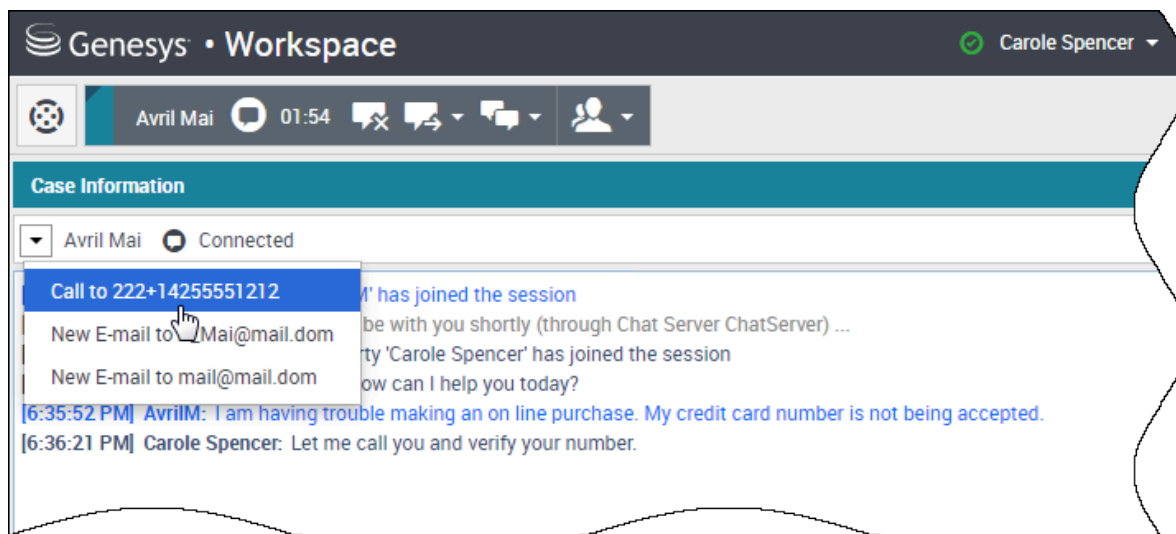 Genesys • Workspace
Carole Spencer
Avril Mai 01:54
Case Information
Avril Mai Connected
Call to 222+14255551212
New E-mail to Mai@mail.dom
New E-mail to mail@mail.dom
M' has joined the session
be with you shortly (through Chat Server ChatServer) ...
rty 'Carole Spencer' has joined the session
ow can I help you today?
[6:35:52 PM] AvrilM: I am having trouble making an on line purchase. My credit card number is not being accepted.
[6:36:21 PM] Carole Spencer: Let me call you and verify your number.